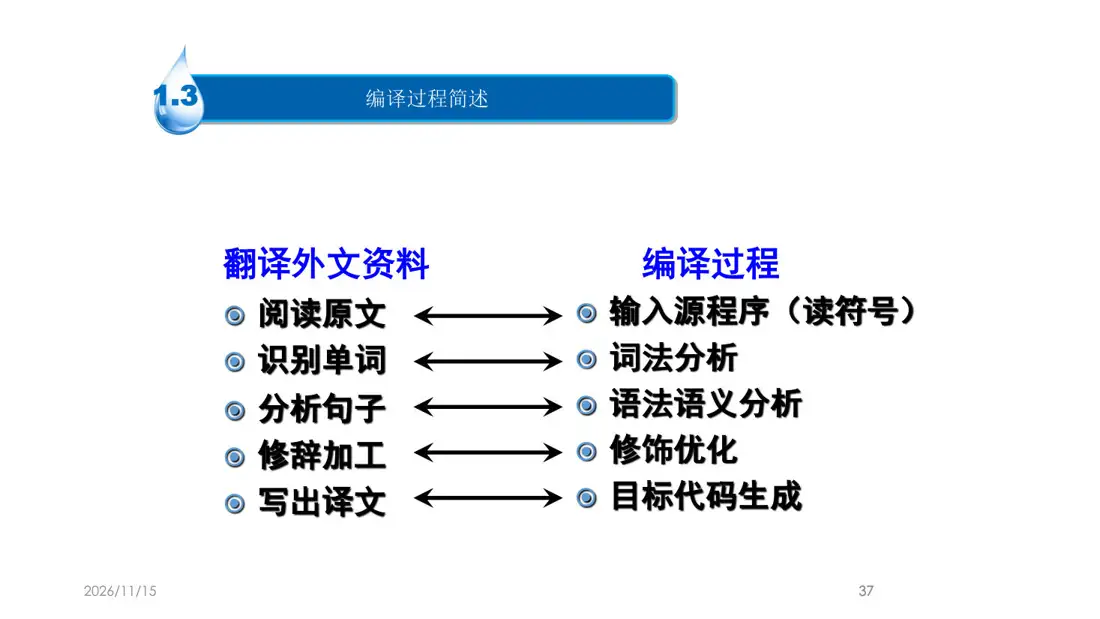 1.3
编译过程简述
翻译外文资料
编译过程
阅读原文
输入源程序（读符号）
识别单词
词法分析
分析句子
语法语义分析
修辞加工
修饰优化
写出译文
目标代码生成
2026/11/15
37